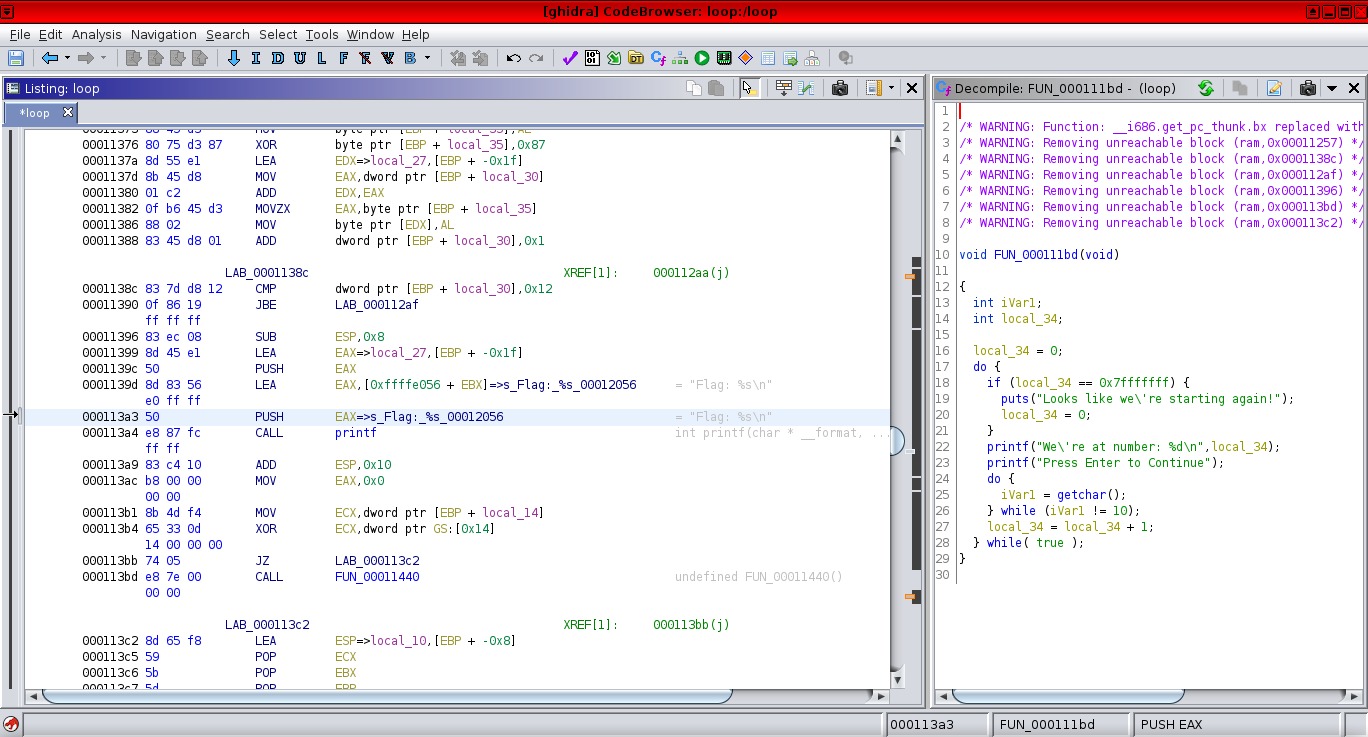 [ghidra] CodeBrowser: loop:/loop
File Edit Analysis Navigation Search Select Tools Window Help
I D U L F R V B
Listing: loop
*loop
00011376 80 75 d3 87 XOR byte ptr [EBP + local_35],0x87
0001137a 8d 55 e1 LEA EDX=>local_27,[EBP + -0x1f]
0001137d 8b 45 d8 MOV EAX,dword ptr [EBP + local_30]
00011380 01 c2 ADD EDX,EAX
00011382 0f b6 45 d3 MOVZX EAX,byte ptr [EBP + local_35]
00011386 88 02 MOV byte ptr [EDX],AL
00011388 83 45 d8 01 ADD dword ptr [EBP + local_30],0x1
LAB_0001138c XREF[1]: 000112aa(j)
0001138c 83 7d d8 12 CMP dword ptr [EBP + local_30],0x12
00011390 0f 86 19 JBE LAB_000112af
ff ff ff
00011396 83 ec 08 SUB ESP,0x8
00011399 8d 45 e1 LEA EAX=>local_27,[EBP + -0x1f]
0001139c 50 PUSH EAX
0001139d 8d 83 56 LEA EAX,[0xffffe056 + EBX]=>s_Flag:_%s_00012056 = "Flag: %s\n"
e0 ff ff
000113a3 50 PUSH EAX=>s_Flag:_%s_00012056 = "Flag: %s\n"
000113a4 e8 87 fc CALL printf int printf(char * __format, ...
ff ff
000113a9 83 c4 10 ADD ESP,0x10
000113ac b8 00 00 MOV EAX,0x0
00 00
000113b1 8b 4d f4 MOV ECX,dword ptr [EBP + local_14]
000113b4 65 33 0d XOR ECX,dword ptr GS:[0x14]
14 00 00 00
000113bb 74 05 JZ LAB_000113c2
000113bd e8 7e 00 CALL FUN_00011440 undefined FUN_00011440()
00 00
LAB_000113c2 XREF[1]: 000113bb(j)
000113c2 8d 65 f8 LEA ESP=>local_10,[EBP + -0x8]
000113c5 59 POP ECX
000113c6 5b POP EBX
000113c7 5d POP EBP
Decompile: FUN_000111bd - (loop)
1
2 /* WARNING: Function: __i686.get_pc_thunk.bx replaced with
3 /* WARNING: Removing unreachable block (ram,0x00011257) */
4 /* WARNING: Removing unreachable block (ram,0x0001138c) */
5 /* WARNING: Removing unreachable block (ram,0x000112af) */
6 /* WARNING: Removing unreachable block (ram,0x00011396) */
7 /* WARNING: Removing unreachable block (ram,0x000113bd) */
8 /* WARNING: Removing unreachable block (ram,0x000113c2) */
9
10 void FUN_000111bd(void)
11
12 {
13 int iVar1;
14 int local_34;
15
16 local_34 = 0;
17 do {
18 if (local_34 == 0x7fffffff) {
19 puts("Looks like we\'re starting again!");
20 local_34 = 0;
21 }
22 printf("We\'re at number: %d\n",local_34);
23 printf("Press Enter to Continue");
24 do {
25 iVar1 = getchar();
26 } while (iVar1 != 10);
27 local_34 = local_34 + 1;
28 } while( true );
29 }
30
000113a3 FUN_000111bd PUSH EAX